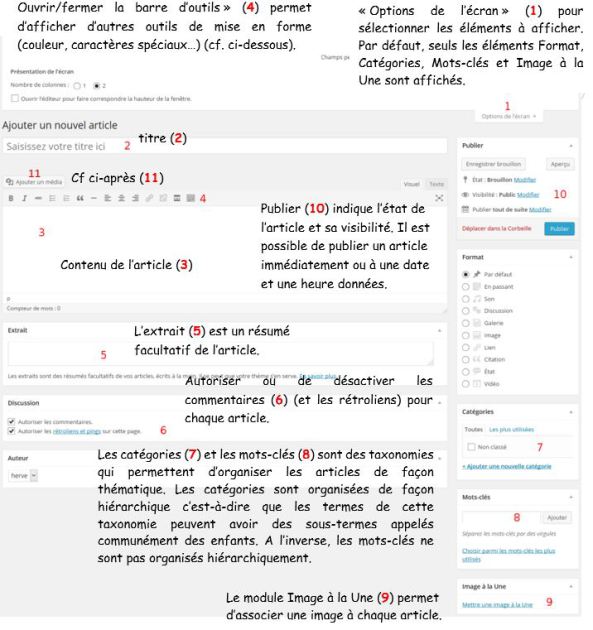 Ouvrir/fermer la barre d'outils » (4) permet
d'afficher d'autres outils de mise en forme
(couleur, caractères spéciaux...) (cf. ci-dessous).
« Options de l'écran » (1) pour
sélectionner les éléments à afficher.
Par défaut, seuls les éléments Format,
Catégories, Mots-clés et Image à la
Une sont affichés.
Champs pe
Présentation de l'écran
Nombre de colonnes : 1 2
Ouvrir l'éditeur pour faire correspondre la hauteur de la fenêtre.
1
Options de l'écran
Ajouter un nouvel article
titre (2)
Saisissez votre titre ici 2
11
Ajouter un média
Cf ci-après (11)
Visuel Texte
B I ABC 4
3
Contenu de l'article (3)
Publier (10) indique l'état de
l'article et sa visibilité. Il est
possible de publier un article
immédiatement ou à une date
et une heure données.
p
Compteur de mots : 0
Extrait
L'extrait (5) est un résumé
facultatif de l'article.
5
Les extraits sont des résumés facultatifs de vos articles, écrits à la main. Il se peut que votre thème s'en serve. En savoir plus
Autoriser ou de désactiver les
commentaires (6) (et les rétroliens) pour
chaque article.
Discussion
Autoriser les commentaires.
Autoriser les rétroliens et pings sur cette page. 6
Auteur
herve
Les catégories (7) et les mots-clés (8) sont des taxonomies
qui permettent d'organiser les articles de façon
thématique. Les catégories sont organisées de façon
hiérarchique c'est-à-dire que les termes de cette
taxonomie peuvent avoir des sous-termes appelés
communément des enfants. A l'inverse, les mots-clés ne
sont pas organisés hiérarchiquement.
Le module Image à la Une (9) permet
d'associer une image à chaque article.
Publier
Enregistrer brouillon Aperçu
État : Brouillon Modifier
Visibilité : Public Modifier 10
Publier tout de suite Modifier
Déplacer dans la Corbeille Publier
Format
Par défaut
En passant
Son
Discussion
Galerie
Image
Lien
Citation
État
Vidéo
Catégories
Toutes Les plus utilisées
Non classé 7
+ Ajouter une nouvelle catégorie
Mots-clés
8 Ajouter
Séparez les mots-clés par des virgules
Choisir parmi les mots-clés les plus
utilisés
Image à la Une
Mettre une image à la Une 9